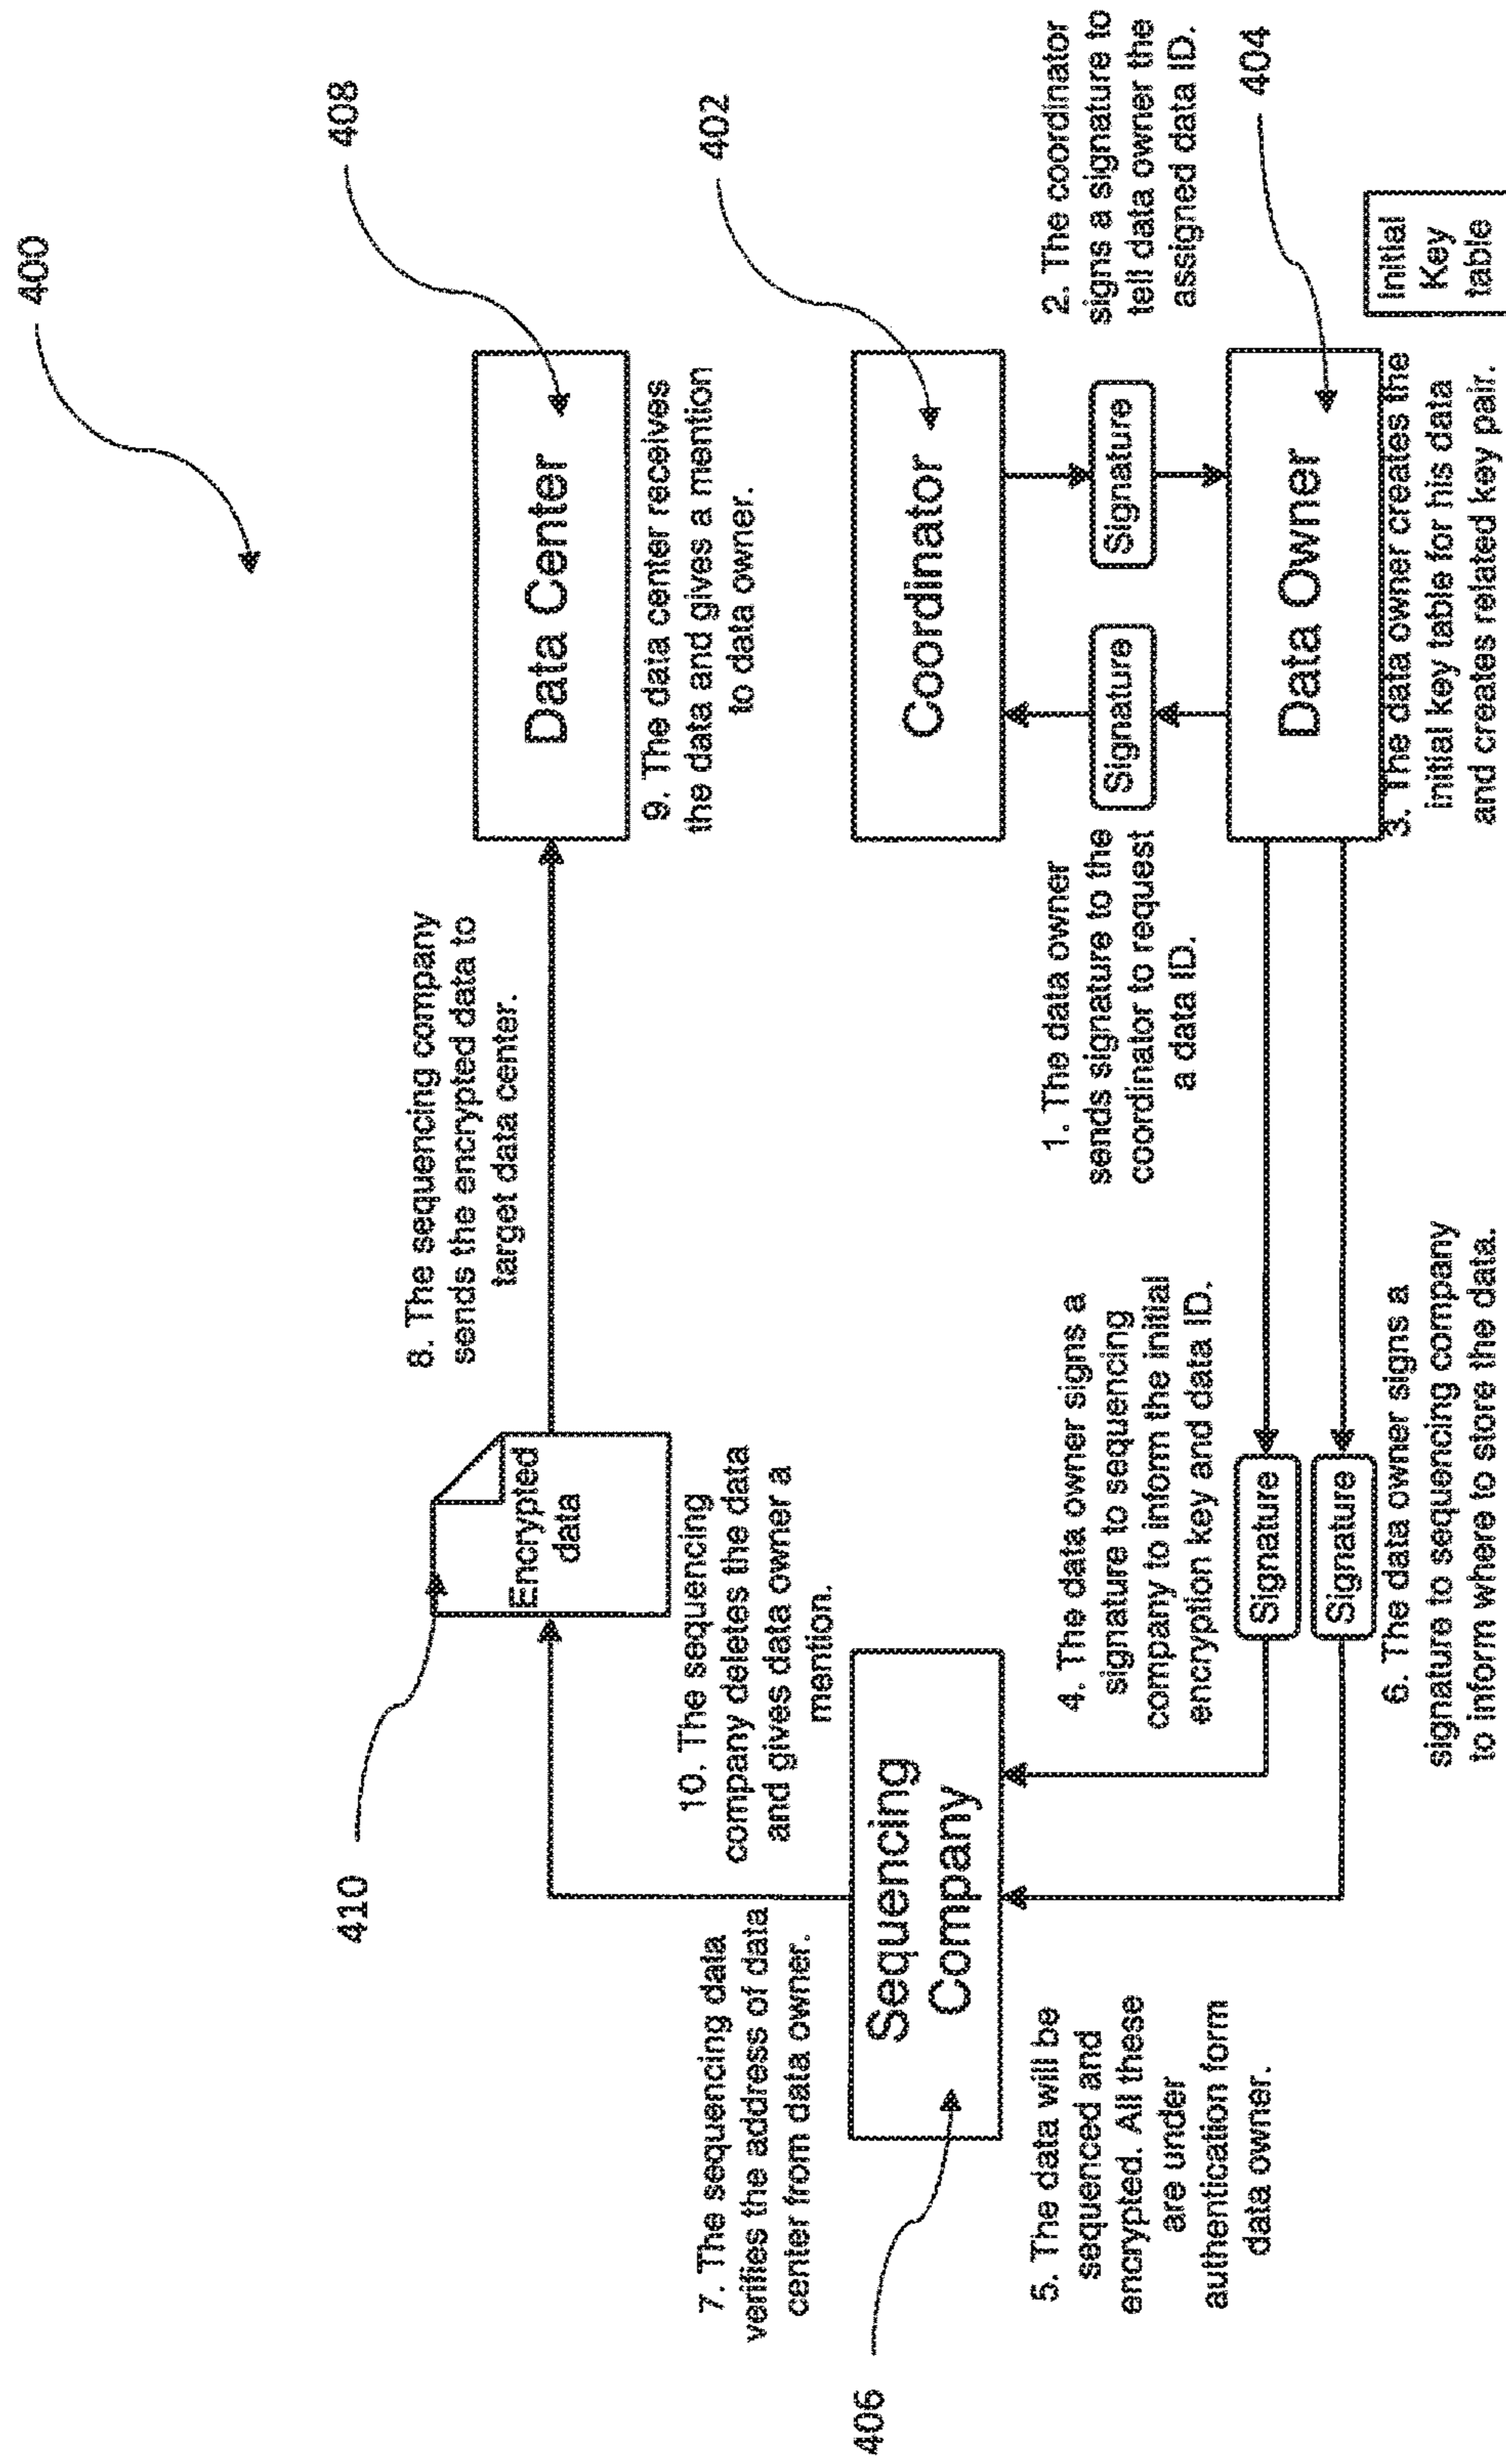 400
408
410
8. The sequencing company
sends the encrypted data to
target data center.
Encrypted
data
Data Center
9. The data center receives
the data and gives a mention
to data owner.
7. The sequencing data
verifies the address of data
center from data owner.
10. The sequencing
company deletes the data
and gives data owner a
mention.
402
406
Sequencing
Company
Coordinator
5. The data will be
sequenced and
encrypted. All these
are under
authentication form
data owner.
4. The data owner signs a
signature to sequencing
company to inform the initial
encryption key and data ID.
1. The data owner
sends signature to the
coordinator to request
a data ID.
Signature
Signature
2. The coordinator
signs a signature to
tell data owner the
assigned data ID.
Signature
Signature
Data Owner
404
6. The data owner signs a
signature to sequencing company
to inform where to store the data.
3. The data owner creates the
initial key table for his data
and creates related key pair.
Initial
Key
table